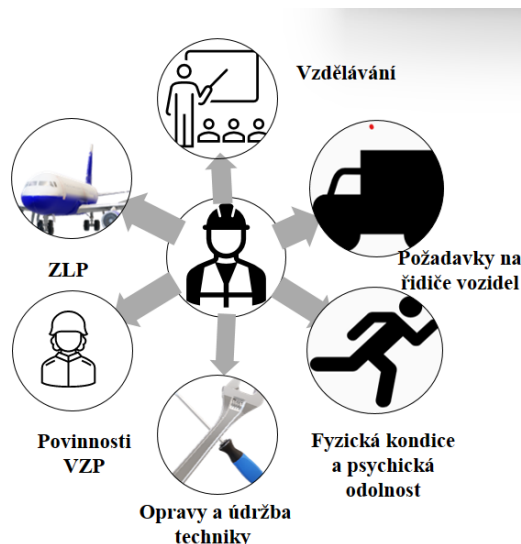 Vzdělávání
Požadavky na
řidiče vozidel
ZLP
Povinnosti
VZP
Fyzická kondice
a psychická
odolnost
Opravy a údržba
techniky